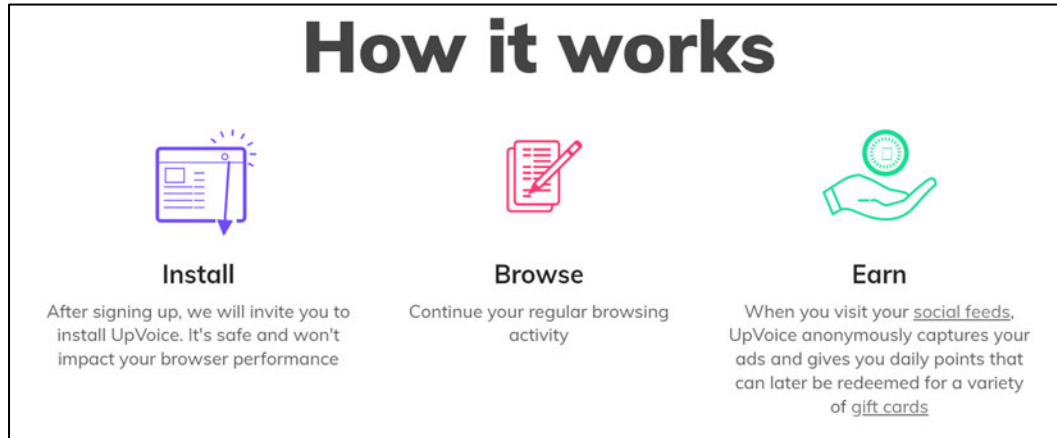 How it works
Install
After signing up, we will invite you to
install UpVoice. It's safe and won't
impact your browser performance
Browse
Continue your regular browsing
activity
Earn
When you visit your social feeds,
UpVoice anonymously captures your
ads and gives you daily points that
can later be redeemed for a variety
of gift cards